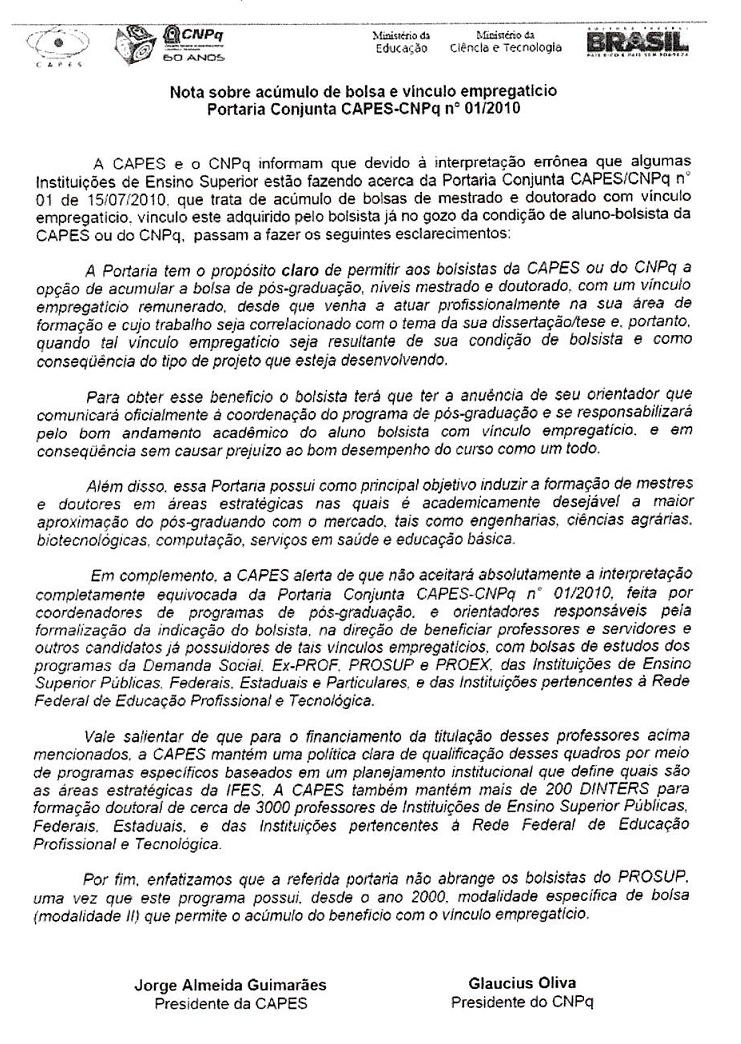 CAPES
CNPq
60 ANOS
Ministério da
Educação
Ministério da
Ciência e Tecnologia
BRASIL
Nota sobre acúmulo de bolsa e vínculo empregatício
Portaria Conjunta CAPES-CNPq n° 01/2010
A CAPES e o CNPq informam que devido à interpretação errônea que algumas
Instituições de Ensino Superior estão fazendo acerca da Portaria Conjunta CAPES/CNPq n°
01 de 15/07/2010, que trata de acúmulo de bolsas de mestrado e doutorado com vínculo
empregatício, vínculo este adquirido pelo bolsista já no gozo da condição de aluno-bolsista da
CAPES ou do CNPq, passam a fazer os seguintes esclarecimentos:
A Portaria tem o propósito claro de permitir aos bolsistas da CAPES ou do CNPq a
opção de acumular a bolsa de pós-graduação, níveis mestrado e doutorado, com um vínculo
empregatício remunerado, desde que venha a atuar profissionalmente na sua área de
formação e cujo trabalho seja correlacionado com o tema da sua dissertação/tese e, portanto,
quando tal vínculo empregatício seja resultante de sua condição de bolsista e como
conseqüência do tipo de projeto que esteja desenvolvendo.
Para obter esse benefício o bolsista terá que ter a anuência de seu orientador que
comunicará oficialmente à coordenação do programa de pós-graduação e se responsabilizará
pelo bom andamento acadêmico do aluno bolsista com vínculo empregatício, e em
conseqüência sem causar prejuízo ao bom desempenho do curso como um todo.
Além disso, essa Portaria possui como principal objetivo induzir a formação de mestres
e doutores em áreas estratégicas nas quais é academicamente desejável a maior
aproximação do pós-graduando com o mercado, tais como engenharias, ciências agrárias,
biotecnológicas, computação, serviços em saúde e educação básica.
Em complemento, a CAPES alerta de que não aceitará absolutamente a interpretação
completamente equivocada da Portaria Conjunta CAPES-CNPq n° 01/2010, feita por
coordenadores de programas de pós-graduação, e orientadores responsáveis pela
formalização da indicação do bolsista, na direção de beneficiar professores e servidores e
outros candidatos já possuidores de tais vínculos empregatícios, com bolsas de estudos dos
programas da Demanda Social, Ex-PROF, PROSUP e PROEX, das Instituições de Ensino
Superior Públicas, Federais, Estaduais e Particulares, e das Instituições pertencentes à Rede
Federal de Educação Profissional e Tecnológica.
Vale salientar de que para o financiamento da titulação desses professores acima
mencionados, a CAPES mantém uma política clara de qualificação desses quadros por meio
de programas específicos baseados em um planejamento institucional que define quais são
as áreas estratégicas da IFES. A CAPES também mantém mais de 200 DINTERS para
formação doutoral de cerca de 3000 professores de Instituições de Ensino Superior Públicas,
Federais, Estaduais, e das Instituições pertencentes à Rede Federal de Educação
Profissional e Tecnológica.
Por fim, enfatizamos que a referida portaria não abrange os bolsistas do PROSUP,
uma vez que este programa possui, desde o ano 2000, modalidade específica de bolsa
(modalidade II) que permite o acúmulo do benefício com o vínculo empregatício.
Jorge Almeida Guimarães
Presidente da CAPES
Glaucius Oliva
Presidente do CNPq